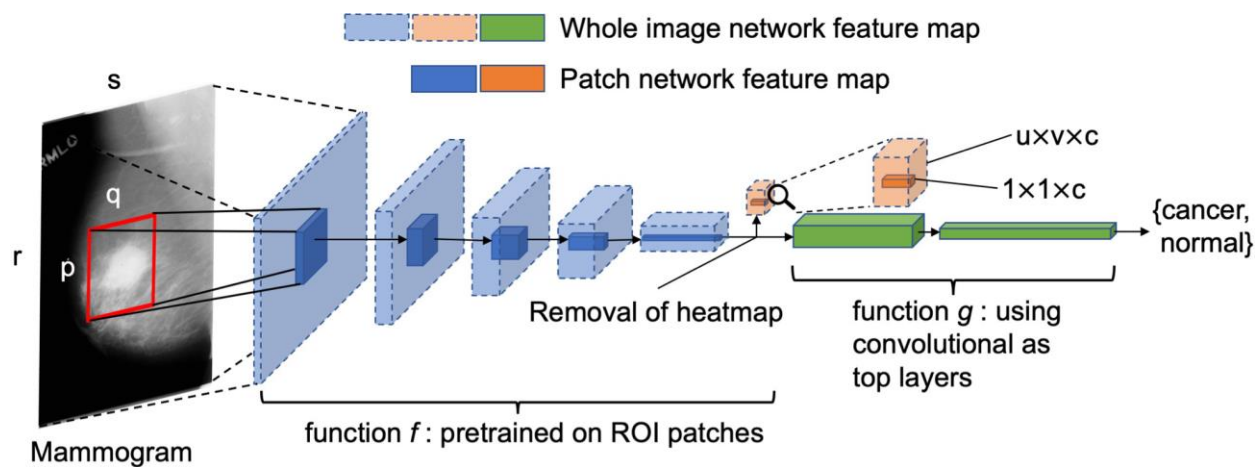 Whole image network feature map
Patch network feature map
s
RMLO
q
r
p
u×v×c
1×1×c
{cancer,
normal}
Removal of heatmap
function g : using
convolutional as
top layers
function f : pretrained on ROI patches
Mammogram